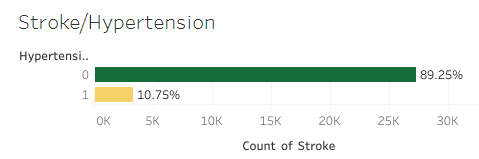 Stroke/Hypertension
Hypertensi..
0 89.25%
1 10.75%
0K 5K 10K 15K 20K 25K 30K
Count of Stroke